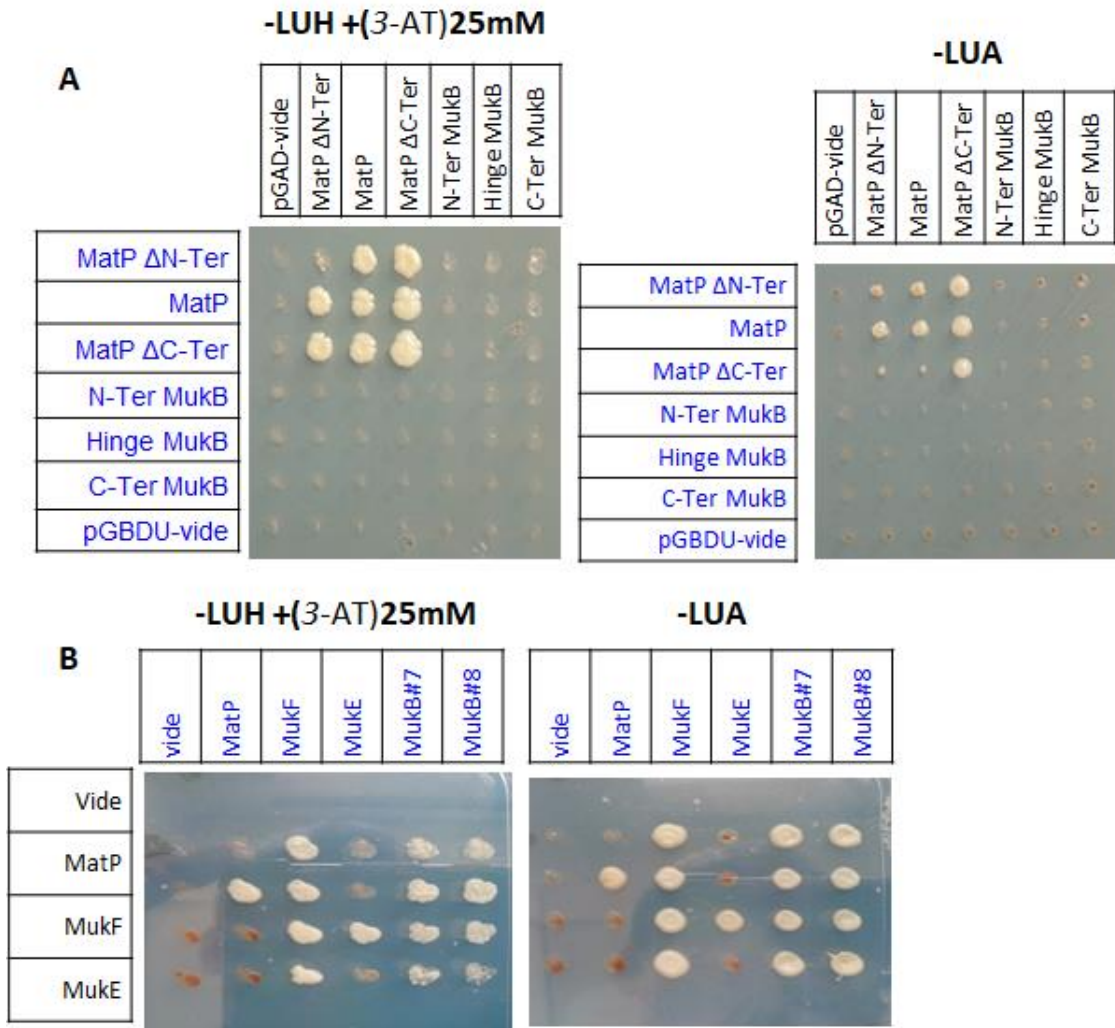 -LUH +(3-AT)25mM
-LUA
A
pGAD-vide
MatP ΔN-Ter
MatP
MatP ΔC-Ter
N-Ter MukB
Hinge MukB
C-Ter MukB
pGAD-vide
MatP ΔN-Ter
MatP
MatP ΔC-Ter
N-Ter MukB
Hinge MukB
C-Ter MukB
MatP ΔN-Ter
MatP
MatP ΔC-Ter
N-Ter MukB
Hinge MukB
C-Ter MukB
pGBDU-vide
MatP ΔN-Ter
MatP
MatP ΔC-Ter
N-Ter MukB
Hinge MukB
C-Ter MukB
pGBDU-vide
-LUH +(3-AT)25mM
-LUA
B
vide
MatP
MukF
MukE
MukB#7
MukB#8
vide
MatP
MukF
MukE
MukB#7
MukB#8
Vide
MatP
MukF
MukE